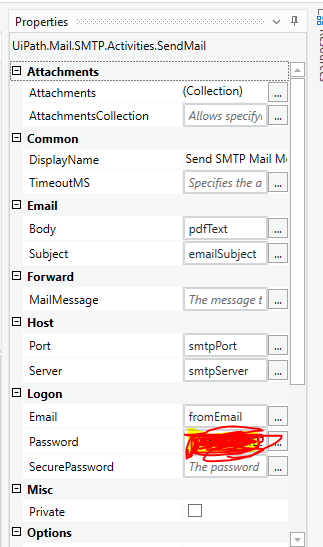 Properties
UiPath.Mail.SMTP.Activities.SendMail
Attachments
Attachments (Collection) ...
AttachmentsCollection Allows specify ...
Common
DisplayName Send SMTP Mail M
TimeoutMS Specifies the a ...
Email
Body pdfText ...
Subject emailSubject ...
Forward
MailMessage The message t ...
Host
Port smtpPort ...
Server smtpServer ...
Logon
Email fromEmail ...
Password ...
SecurePassword The password ...
Misc
Private
Options
Resources